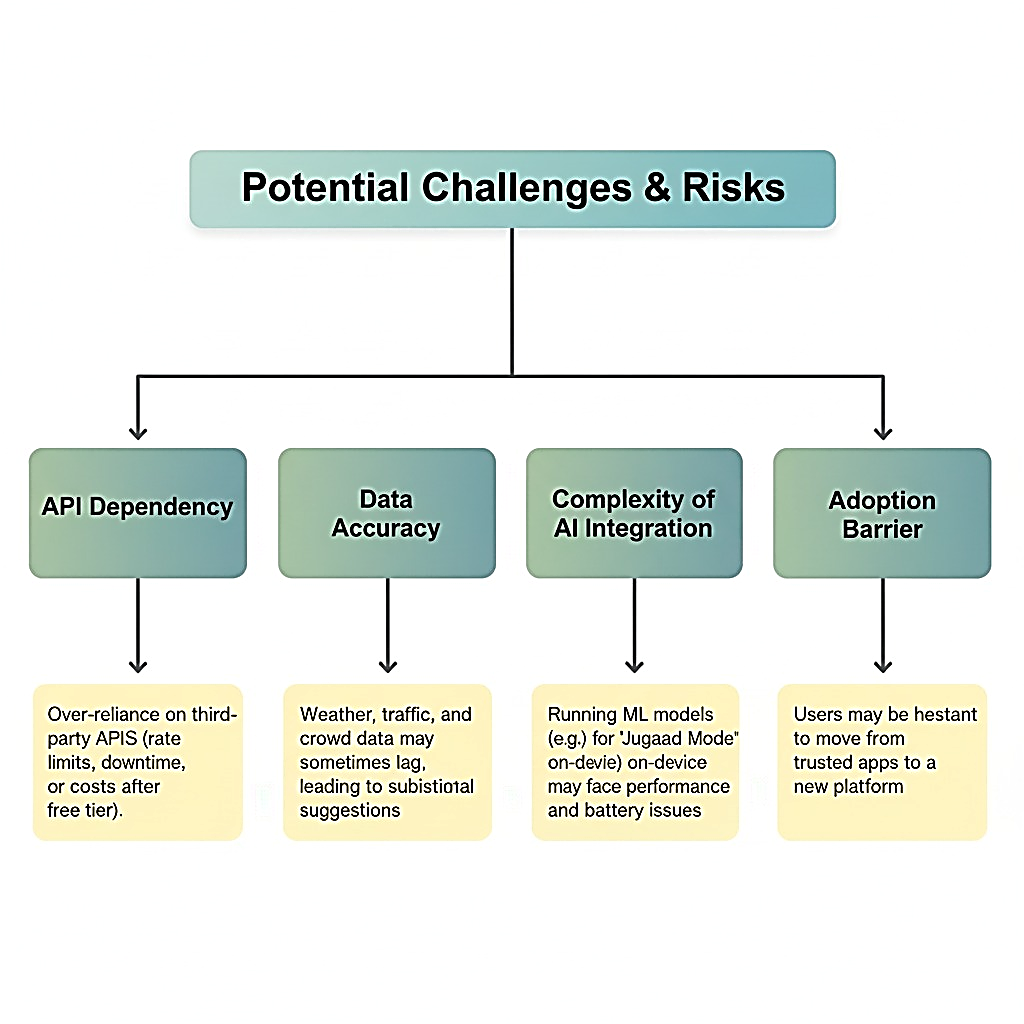 Potential Challenges & Risks
API Dependency
Data
Accuracy
Complexity of
AI Integration
Adoption
Barrier
Over-reliance on third-
party APIS (rate
limits, downtime,
or costs after
free tier).
Weather, traffic, and
crowd data may
sometimes lag,
leading to
suggestions
Running ML models
(e.g.) for "Jugaad Mode"
on-devie) on-device
may face performance
and battery issues
Users may be hestant
to move from
trusted apps to a
new platform